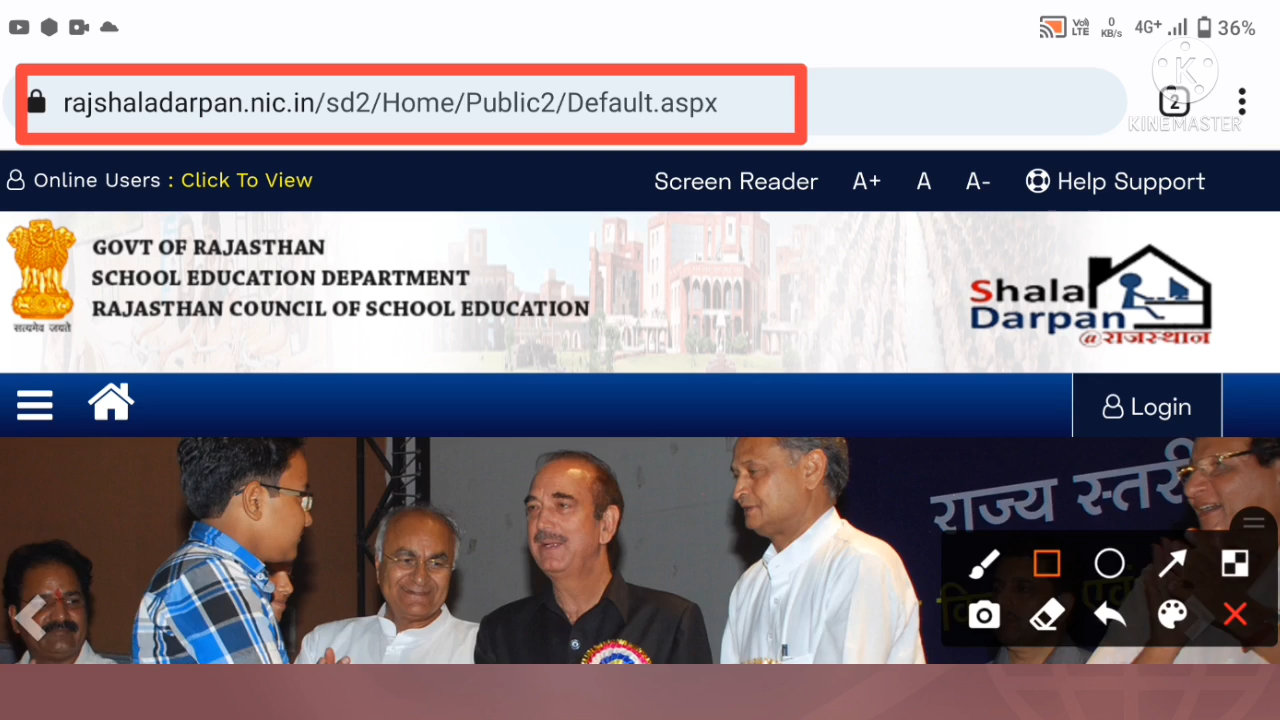 Vo) LTE 0 KB/s 4G+ 36%
rajshaladarpan.nic.in/sd2/Home/Public2/Default.aspx
2
K
KINEMASTER
Online Users : Click To View
Screen Reader A+ A A- Help Support
GOVT OF RAJASTHAN
SCHOOL EDUCATION DEPARTMENT
RAJASTHAN COUNCIL OF SCHOOL EDUCATION
सत्यमेव जयते
Shala
Darpan
@राजस्थान
Login
राज्य स्तरी